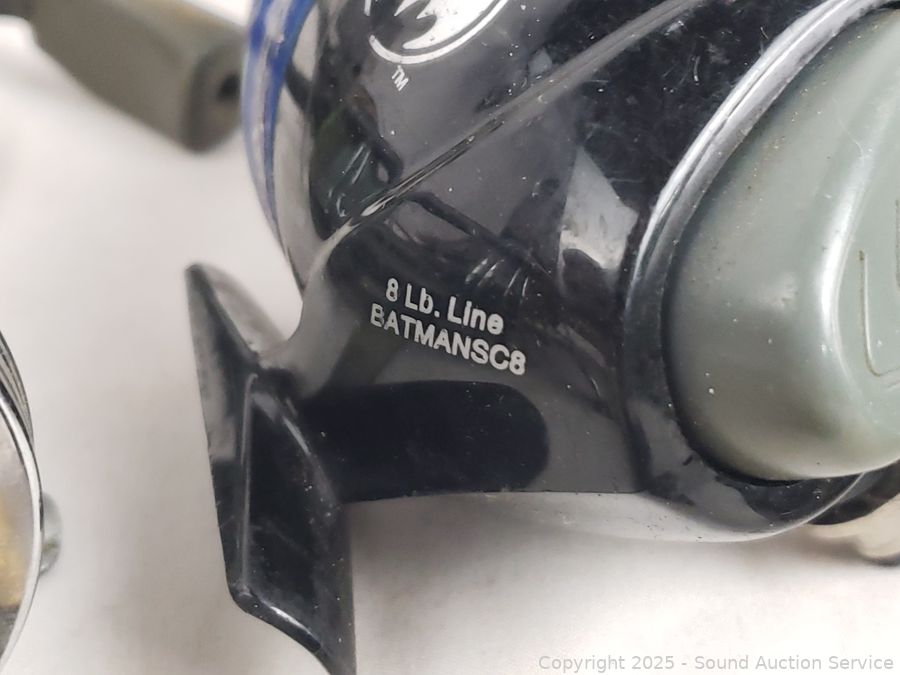 TM
8 Lb. Line
BATMANSC8
Copyright 2025 - Sound Auction Service